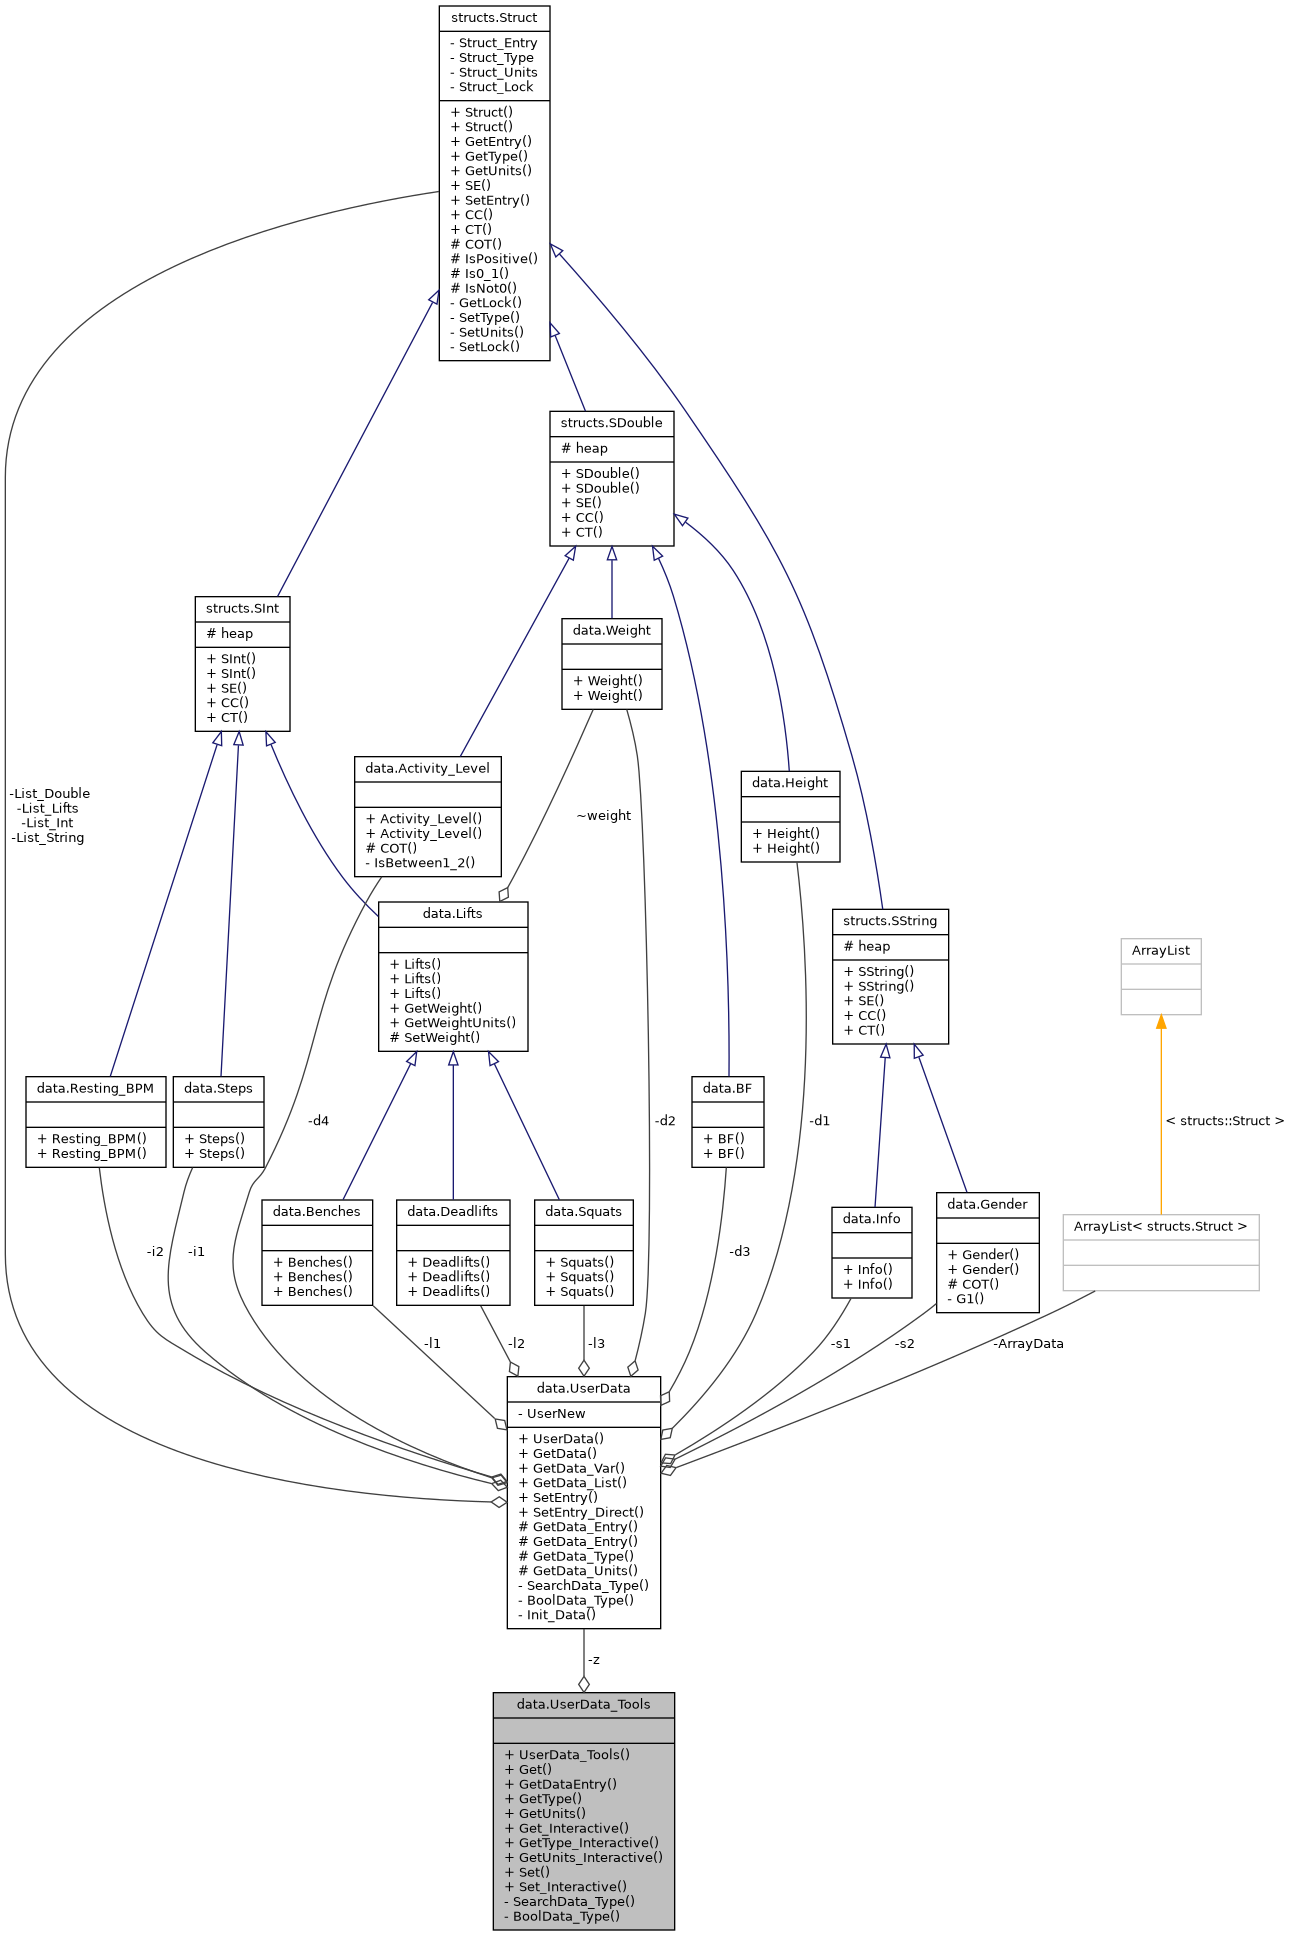 structs.Struct
- Struct_Entry
- Struct_Type
- Struct_Units
- Struct_Lock
+ Struct()
+ Struct()
+ GetEntry()
+ GetType()
+ GetUnits()
+ SE()
+ SetEntry()
+ CC()
+ CT()
# COT()
# IsPositive()
# Is0_1()
# IsNot0()
- GetLock()
- SetType()
- SetUnits()
- SetLock()
structs.SDouble
# heap
+ SDouble()
+ SDouble()
+ SE()
+ CC()
+ CT()
structs.SInt
# heap
+ SInt()
+ SInt()
+ SE()
+ CC()
+ CT()
data.Weight
+ Weight()
+ Weight()
data.Activity_Level
+ Activity_Level()
+ Activity_Level()
# COT()
- IsBetween1_2()
data.Height
+ Height()
+ Height()
-List_Double
-List_Lifts
-List_Int
-List_String
~weight
data.Lifts
+ Lifts()
+ Lifts()
+ Lifts()
+ GetWeight()
+ GetWeightUnits()
# SetWeight()
structs.SString
# heap
+ SString()
+ SString()
+ SE()
+ CC()
+ CT()
ArrayList
data.Resting_BPM
+ Resting_BPM()
+ Resting_BPM()
data.Steps
+ Steps()
+ Steps()
-d4
-d2
data.BF
+ BF()
+ BF()
-d1
< structs::Struct >
data.Benches
+ Benches()
+ Benches()
+ Benches()
data.Deadlifts
+ Deadlifts()
+ Deadlifts()
+ Deadlifts()
data.Squats
+ Squats()
+ Squats()
+ Squats()
data.Info
+ Info()
+ Info()
data.Gender
+ Gender()
+ Gender()
# COT()
- G1()
ArrayList< structs.Struct >
-i2
-i1
-d3
-l1
-l2
-l3
-s1
-s2
-ArrayData
data.UserData
- UserNew
+ UserData()
+ GetData()
+ GetData_Var()
+ GetData_List()
+ SetEntry()
+ SetEntry_Direct()
# GetData_Entry()
# GetData_Entry()
# GetData_Type()
# GetData_Units()
- SearchData_Type()
- BoolData_Type()
- Init_Data()
-z
data.UserData_Tools
+ UserData_Tools()
+ Get()
+ GetDataEntry()
+ GetType()
+ GetUnits()
+ Get_Interactive()
+ GetType_Interactive()
+ GetUnits_Interactive()
+ Set()
+ Set_Interactive()
- SearchData_Type()
- BoolData_Type()